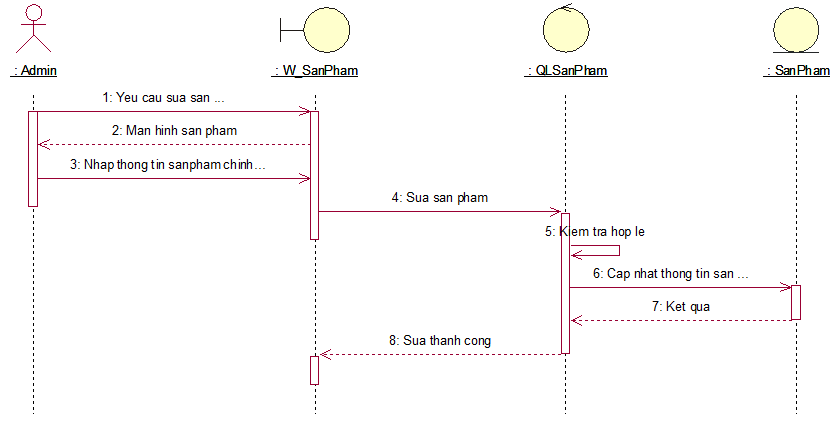 : Admin
: W_SanPham
: QLSanPham
: SanPham
1: Yeu cau sua san ...
2: Man hinh san pham
3: Nhap thong tin sanpham chinh...
4: Sua san pham
5: Kiem tra hop le
6: Cap nhat thong tin san ...
7: Ket qua
8: Sua thanh cong